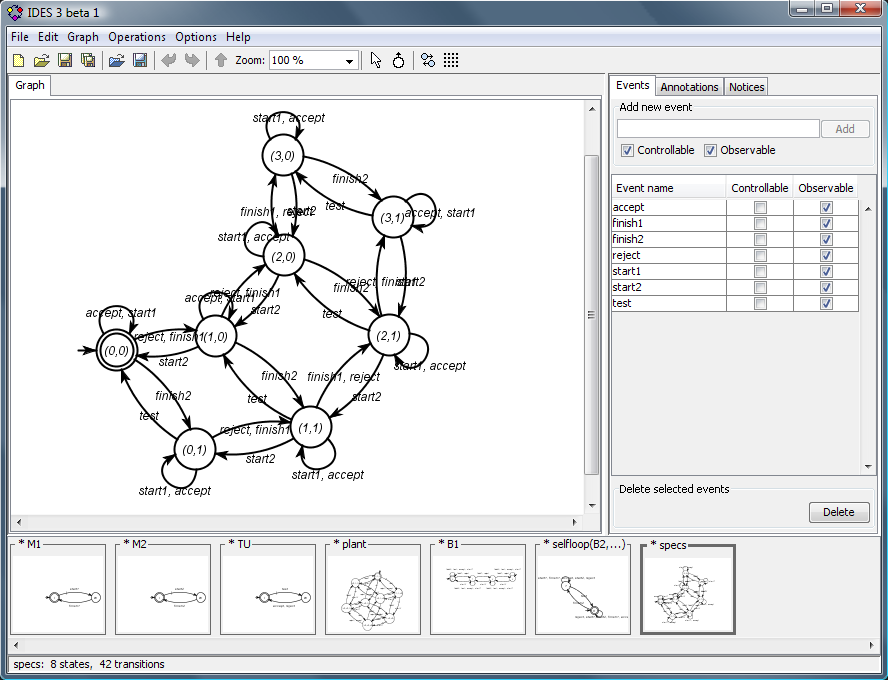 IDES 3 beta 1
File Edit Graph Operations Options Help
Zoom: 100 %
Graph
start1, accept
(3,0)
finish2
test
(3,1)
accept, start1
finish1, reject
start2
start1, accept
(2,0)
reject, finish1
start2
finish2
test
reject, finish1
start2
accept, start1
start2
(2,1)
start1, accept
accept, start1
(0,0)
reject, finish1
(1,0)
start2
finish2
test
finish1, reject
start2
finish2
test
(0,1)
reject, finish1
(1,1)
start2
start1, accept
start1, accept
Events Annotations Notices
Add new event
Add
Controllable Observable
Event name Controllable Observable
accept
finish1
finish2
reject
start1
start2
test
Delete selected events
Delete
* M1
* M2
* TU
* plant
* B1
* selfloop(B2,...)
* specs
specs: 8 states, 42 transitions